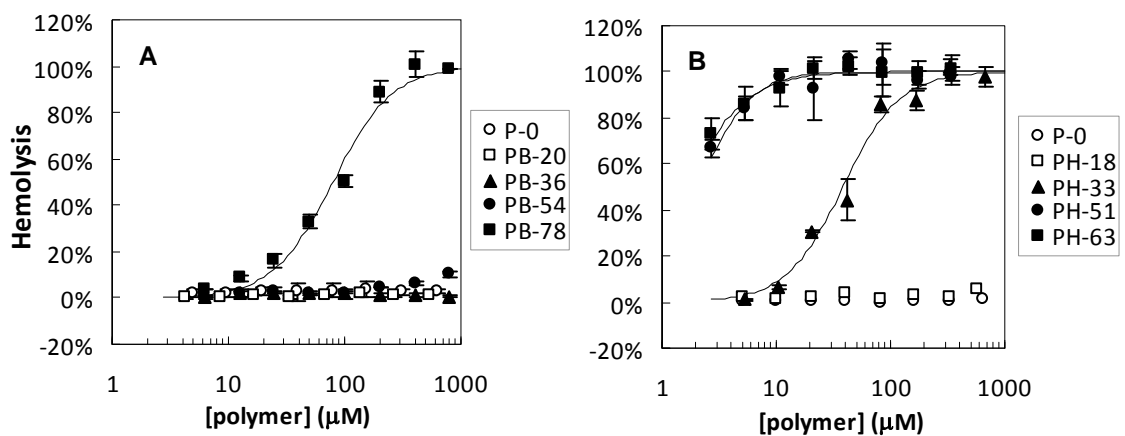 A
Hemolysis
120%
100%
80%
60%
40%
20%
0%
-20%
1 10 100 1000
[polymer] (μM)
P-0
PB-20
PB-36
PB-54
PB-78
B
120%
100%
80%
60%
40%
20%
0%
-20%
1 10 100 1000
[polymer] (μM)
P-0
PH-18
PH-33
PH-51
PH-63